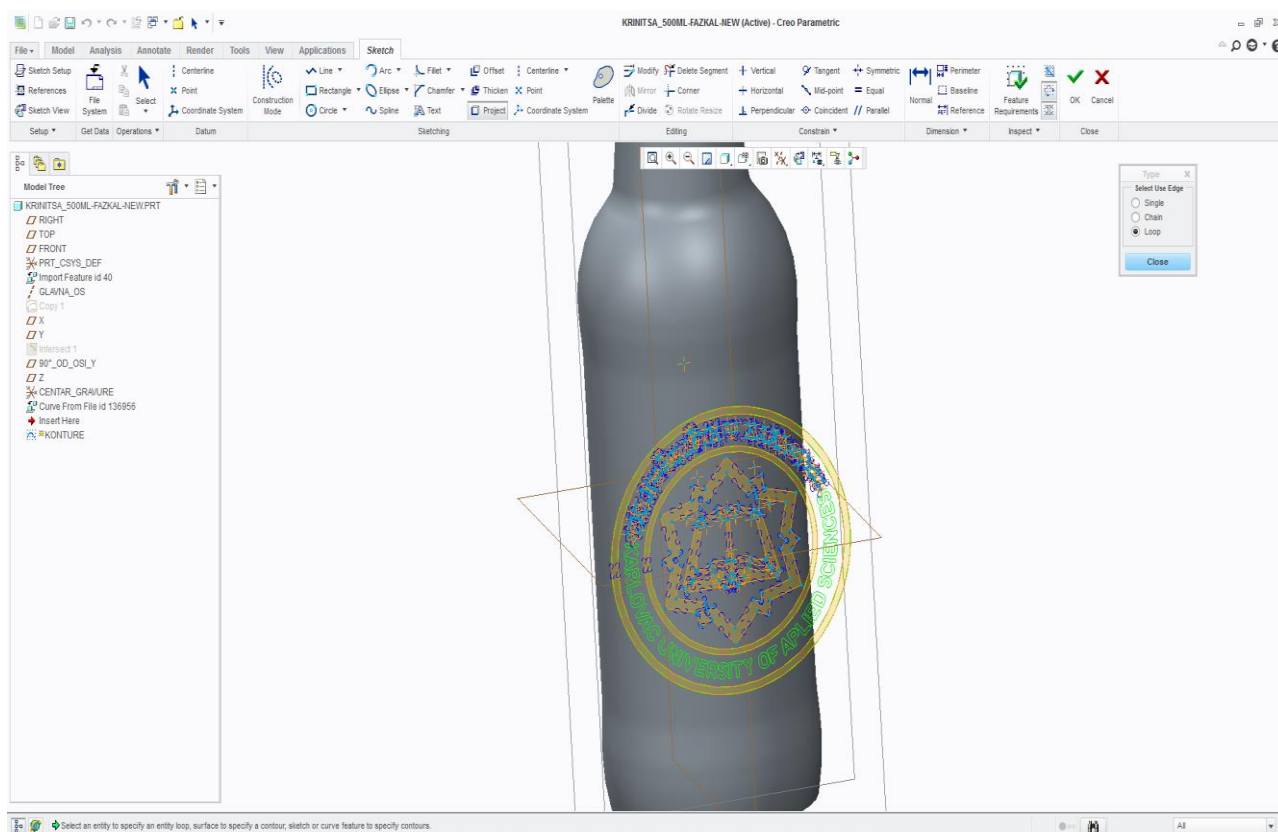 KRINITSA_500ML-FAZKAL-NEW (Active) - Creo Parametric
File Model Analysis Annotate Render Tools View Applications Sketch
Sketch Setup
References
Sketch View
Setup
File System
Get Data
Select
Operations
Centerline
Point
Coordinate System
Datum
Construction Mode
Line Arc Fillet Offset Centerline
Rectangle Ellipse Chamfer Thicken Point
Circle Spline Text Project Coordinate System
Palette
Sketching
Modify Delete Segment
Mirror Corner
Divide Rotate Resize
Editing
Vertical Tangent Symmetric
Horizontal Mid-point Equal
Perpendicular Coincident Parallel
Constrain
Normal
Perimeter
Baseline
Reference
Dimension
Feature Requirements
Inspect
OK Cancel
Close
Model Tree
KRINITSA_500ML-FAZKAL-NEW.PRT
RIGHT
TOP
FRONT
PRT_CSYS_DEF
Import Feature id 40
GLAVNA_OS
Copy 1
X
Y
Intersect 1
90°_OD_OSI_Y
Z
CENTAR_GRAVURE
Curve From File id 136956
Insert Here
KONTURE
Type X
Select Use Edge
Single
Chain
Loop
Close
KARLOVAC UNIVERSITY OF APLIED SCIENCES
Select an entity to specify an entity loop, surface to specify a contour, sketch or curve feature to specify contours.
All